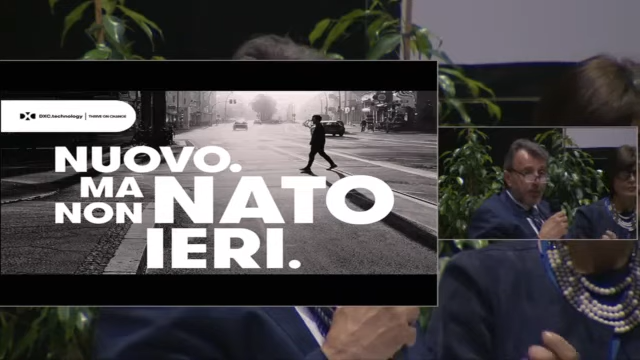 DXC.technology | THRIVE ON CHANGE
NUOVO.
MA
NON NATO
IERI.